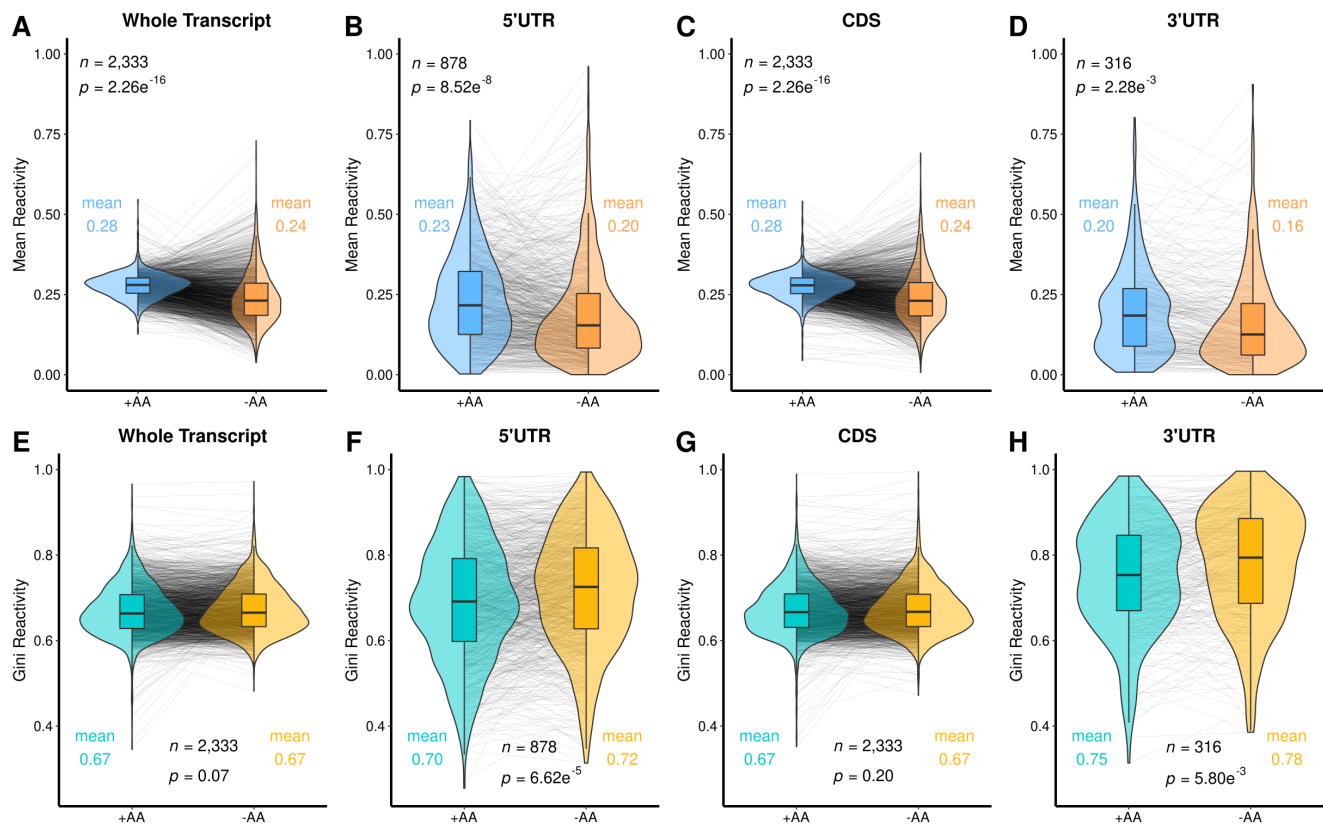 A
Whole Transcript
Mean Reactivity
1.00
0.75
0.50
0.25
0.00
n = 2,333
p = 2.26e-16
mean
0.28
mean
0.24
+AA
-AA
B
5'UTR
Mean Reactivity
1.00
0.75
0.50
0.25
0.00
n = 878
p = 8.52e-8
mean
0.23
mean
0.20
+AA
-AA
C
CDS
Mean Reactivity
1.00
0.75
0.50
0.25
0.00
n = 2,333
p = 2.26e-16
mean
0.28
mean
0.24
+AA
-AA
D
3'UTR
Mean Reactivity
1.00
0.75
0.50
0.25
0.00
n = 316
p = 2.28e-3
mean
0.20
mean
0.16
+AA
-AA
E
Whole Transcript
Gini Reactivity
1.0
0.8
0.6
0.4
mean
0.67
n = 2,333
p = 0.07
mean
0.67
+AA
-AA
F
5'UTR
Gini Reactivity
1.0
0.8
0.6
0.4
mean
0.70
n = 878
p = 6.62e-5
mean
0.72
+AA
-AA
G
CDS
Gini Reactivity
1.0
0.8
0.6
0.4
mean
0.67
n = 2,333
p = 0.20
mean
0.67
+AA
-AA
H
3'UTR
Gini Reactivity
1.0
0.8
0.6
0.4
mean
0.75
n = 316
p = 5.80e-3
mean
0.78
+AA
-AA